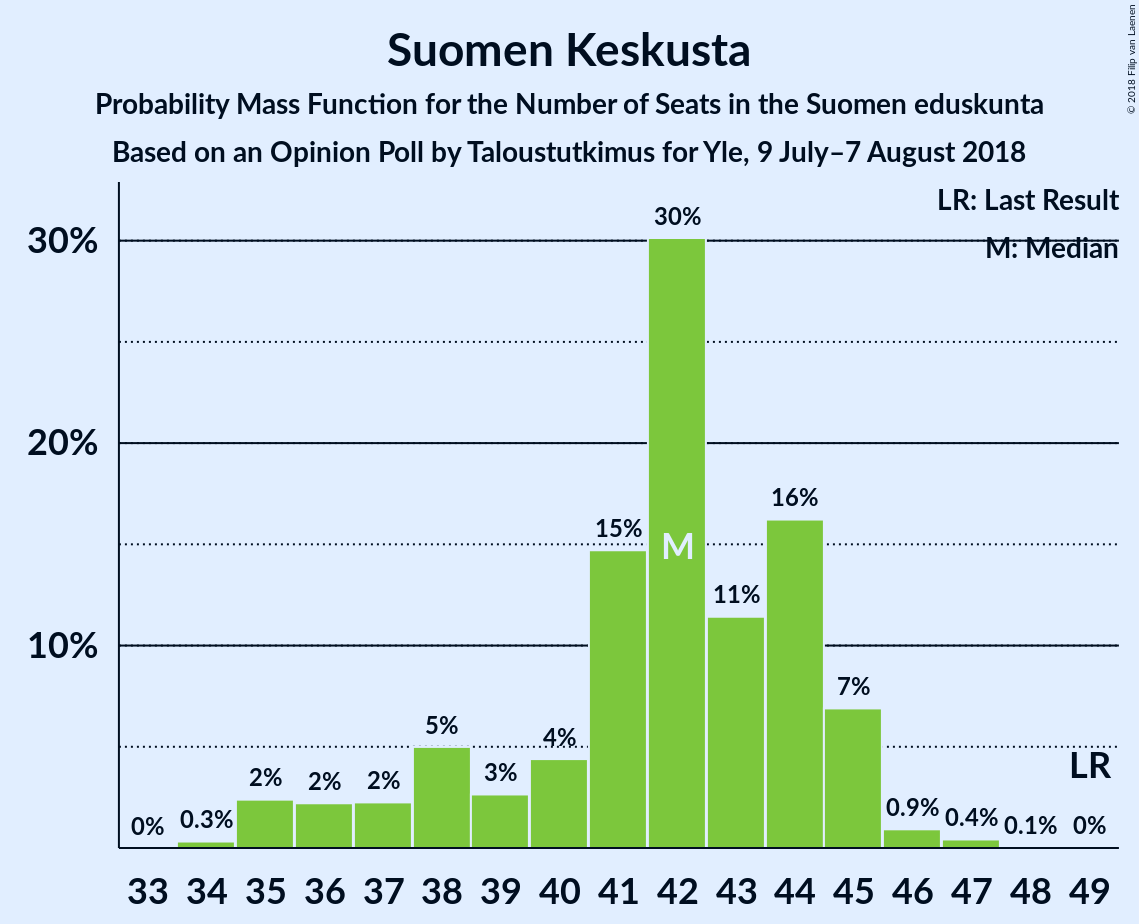 Suomen Keskusta
Probability Mass Function for the Number of Seats in the Suomen eduskunta
Based on an Opinion Poll by Taloustutkimus for Yle, 9 July–7 August 2018
© 2018 Filip van Laenen
LR: Last Result
M: Median
30%
20%
10%
0% 0.3% 2% 2% 2% 5% 3% 4% 15% 30% 11% 16% 7% 0.9% 0.4% 0.1% 0%
M
LR
33 34 35 36 37 38 39 40 41 42 43 44 45 46 47 48 49